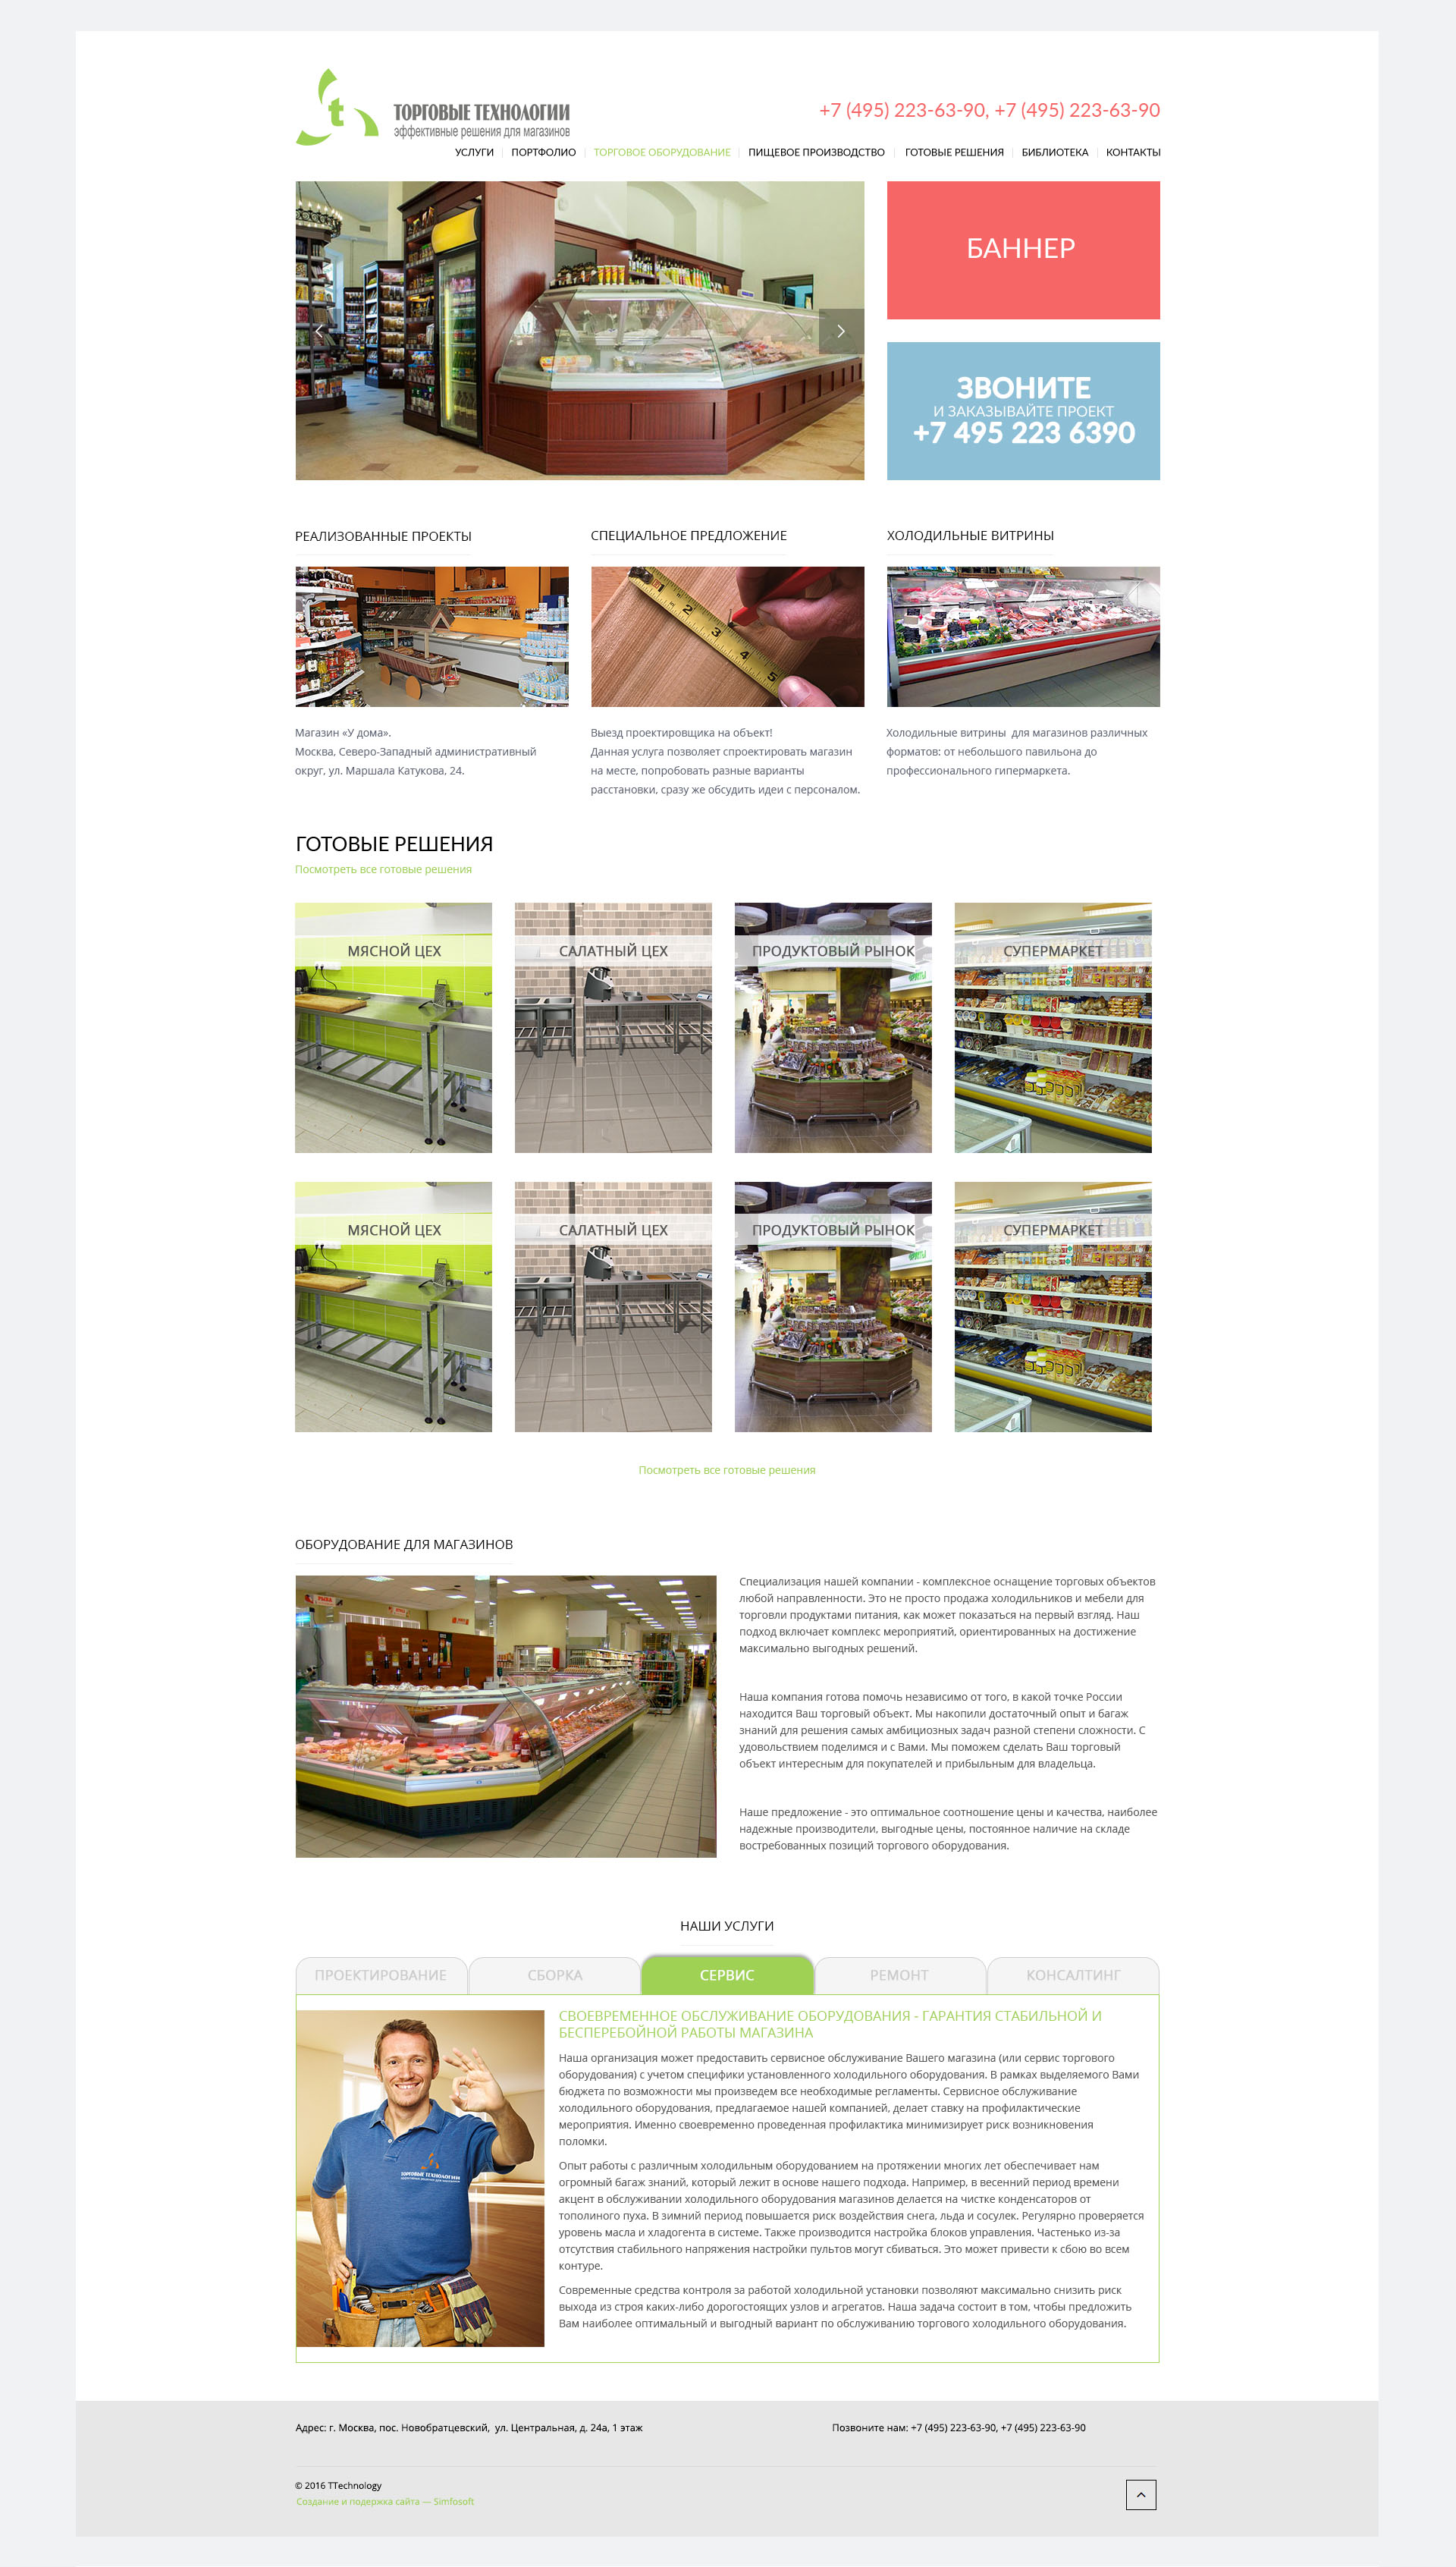 ТОРГОВЫЕ ТЕХНОЛОГИИ
эффективные решения для магазинов
+7 (495) 223-63-90, +7 (495) 223-63-90
УСЛУГИ | ПОРТФОЛИО | ТОРГОВОЕ ОБОРУДОВАНИЕ | ПИЩЕВОЕ ПРОИЗВОДСТВО | ГОТОВЫЕ РЕШЕНИЯ | БИБЛИОТЕКА | КОНТАКТЫ
БАННЕР
ЗВОНИТЕ
И ЗАКАЗЫВАЙТЕ ПРОЕКТ
+7 495 223 6390
РЕАЛИЗОВАННЫЕ ПРОЕКТЫ
Магазин «У дома».
Москва, Северо-Западный административный
округ, ул. Маршала Катукова, 24.
СПЕЦИАЛЬНОЕ ПРЕДЛОЖЕНИЕ
1 2 3 4 5
Выезд проектировщика на объект!
Данная услуга позволяет спроектировать магазин
на месте, попробовать разные варианты
расстановки, сразу же обсудить идеи с персоналом.
ХОЛОДИЛЬНЫЕ ВИТРИНЫ
Холодильные витрины для магазинов различных
форматов: от небольшого павильона до
профессионального гипермаркета.
ГОТОВЫЕ РЕШЕНИЯ
Посмотреть все готовые решения
МЯСНОЙ ЦЕХ
САЛАТНЫЙ ЦЕХ
ПРОДУКТОВЫЙ РЫНОК
СУПЕРМАРКЕТ
МЯСНОЙ ЦЕХ
САЛАТНЫЙ ЦЕХ
ПРОДУКТОВЫЙ РЫНОК
СУПЕРМАРКЕТ
Посмотреть все готовые решения
ОБОРУДОВАНИЕ ДЛЯ МАГАЗИНОВ
Специализация нашей компании - комплексное оснащение торговых объектов
любой направленности. Это не просто продажа холодильников и мебели для
торговли продуктами питания, как может показаться на первый взгляд. Наш
подход включает комплекс мероприятий, ориентированных на достижение
максимально выгодных решений.
Наша компания готова помочь независимо от того, в какой точке России
находится Ваш торговый объект. Мы накопили достаточный опыт и багаж
знаний для решения самых амбициозных задач разной степени сложности. С
удовольствием поделимся и с Вами. Мы поможем сделать Ваш торговый
объект интересным для покупателей и прибыльным для владельца.
Наше предложение - это оптимальное соотношение цены и качества, наиболее
надежные производители, выгодные цены, постоянное наличие на складе
востребованных позиций торгового оборудования.
НАШИ УСЛУГИ
ПРОЕКТИРОВАНИЕ
СБОРКА
СЕРВИС
РЕМОНТ
КОНСАЛТИНГ
ТОРГОВЫЕ ТЕХНОЛОГИИ
СВОЕВРЕМЕННОЕ ОБСЛУЖИВАНИЕ ОБОРУДОВАНИЯ - ГАРАНТИЯ СТАБИЛЬНОЙ И
БЕСПЕРЕБОЙНОЙ РАБОТЫ МАГАЗИНА
Наша организация может предоставить сервисное обслуживание Вашего магазина (или сервис торгового
оборудования) с учетом специфики установленного холодильного оборудования. В рамках выделяемого Вами
бюджета по возможности мы произведем все необходимые регламенты. Сервисное обслуживание
холодильного оборудования, предлагаемое нашей компанией, делает ставку на профилактические
мероприятия. Именно своевременно проведенная профилактика минимизирует риск возникновения
поломки.
Опыт работы с различным холодильным оборудованием на протяжении многих лет обеспечивает нам
огромный багаж знаний, который лежит в основе нашего подхода. Например, в весенний период времени
акцент в обслуживании холодильного оборудования магазинов делается на чистке конденсаторов от
тополиного пуха. В зимний период повышается риск воздействия снега, льда и сосулек. Регулярно проверяется
уровень масла и хладогента в системе. Также производится настройка блоков управления. Частенько из-за
отсутствия стабильного напряжения настройки пультов могут сбиваться. Это может привести к сбою во всем
контуре.
Современные средства контроля за работой холодильной установки позволяют максимально снизить риск
выхода из строя каких-либо дорогостоящих узлов и агрегатов. Наша задача состоит в том, чтобы предложить
Вам наиболее оптимальный и выгодный вариант по обслуживанию торгового холодильного оборудования.
Адрес: г. Москва, пос. Новобратцевский, ул. Центральная, д. 24а, 1 этаж
Позвоните нам: +7 (495) 223-63-90, +7 (495) 223-63-90
© 2016 TTechnology
Создание и подержка сайта — Simfosoft